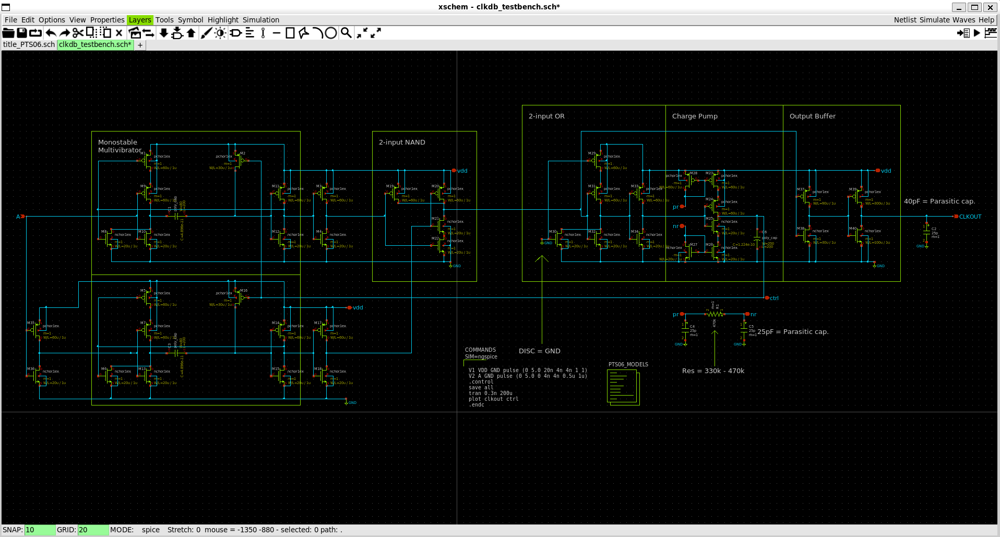 xschem - clkdb_testbench.sch*
File Edit Options View Properties Layers Tools Symbol Highlight Simulation
Netlist Simulate Waves Help
title_PTS06.sch clkdb_testbench.sch* +
Monostable
Multivibrator
2-input NAND
2-input OR
Charge Pump
Output Buffer
M1
pchor1ex
m=1
W/L=60u / 1u
M2
pchor1ex
m=1
W/L=30u / 1u
M9
pchor1ex
m=1
W/L=60u / 1u
M11
pchor1ex
m=1
W/L=60u / 1u
M3
pchor1ex
m=1
W/L=60u / 1u
M19
pchor1ex
m=1
W/L=60u / 1u
M20
pchor1ex
m=1
W/L=60u / 1u
vdd
A
C1
poly_cap
W=80
L=200
C=4.896e-11
M8
nchor1ex
m=1
W/L=20u / 1u
M10
nchor1ex
m=1
W/L=20u / 1u
M12
nchor1ex
m=1
W/L=20u / 1u
M4
nchor1ex
m=1
W/L=20u / 1u
M21
nchor1ex
m=1
W/L=20u / 1u
M22
nchor1ex
m=1
W/L=20u / 1u
GND
M29
pchor1ex
m=1
W/L=60u / 1u
M31
pchor1ex
m=1
W/L=60u / 1u
M33
pchor1ex
m=1
W/L=60u / 1u
M30
nchor1ex
m=1
W/L=20u / 1u
GND
M32
nchor1ex
m=1
W/L=20u / 1u
M34
nchor1ex
m=1
W/L=20u / 1u
M28
pchor1ex
m=1
W/L=60u / 1u
M23
pchor1ex
m=1
W/L=60u / 1u
pr
M24
pchor1ex
m=1
W/L=60u / 1u
nr
M25
nchor1ex
m=1
W/L=20u / 1u
M27
nchor1ex
m=1
W/L=20u / 1u
M26
nchor1ex
m=1
W/L=20u / 1u
C6
poly_cap
W=200
L=200
C=1.224e-10
vdd
M37
pchor1ex
m=1
W/L=90u / 1u
M39
pchor1ex
m=1
W/L=300u / 1u
M38
nchor1ex
m=1
W/L=30u / 1u
M40
nchor1ex
m=1
W/L=100u / 1u
GND
40pF = Parasitic cap.
CLKOUT
C2
25p
m=1
GND
M5
pchor1ex
m=1
W/L=60u / 1u
M16
pchor1ex
m=1
W/L=30u / 1u
ctrl
vdd
M35
pchor1ex
m=1
W/L=60u / 1u
M7
pchor1ex
m=1
W/L=60u / 1u
M14
pchor1ex
m=1
W/L=60u / 1u
M17
pchor1ex
m=1
W/L=60u / 1u
C3
poly_cap
W=80
L=200
C=4.896e-11
M36
nchor1ex
m=1
W/L=20u / 1u
M6
nchor1ex
m=1
W/L=20u / 1u
M13
nchor1ex
m=1
W/L=20u / 1u
M15
nchor1ex
m=1
W/L=20u / 1u
M18
nchor1ex
m=1
W/L=20u / 1u
GND
pr
nr
m=1
R1
470k
C4
25p
m=1
GND
C5
25p
m=1
GND
25pF = Parasitic cap.
DISC = GND
Res = 330k - 470k
COMMANDS
SIM=ngspice
V1 VDD GND pulse (0 5.0 20n 4n 4n 1 1)
V2 A GND pulse (0 5.0 0 4n 4n 0.5u 1u)
.control
save all
tran 0.3n 200u
plot clkout ctrl
.endc
PTS06_MODELS
SNAP: 10 GRID: 20 MODE: spice Stretch: 0 mouse = -1350 -880 - selected: 0 path: .